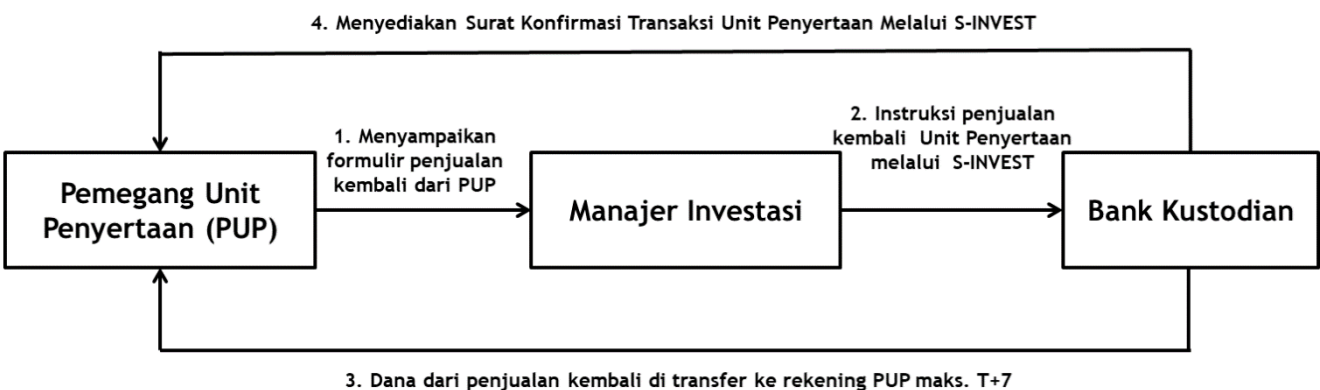 4. Menyediakan Surat Konfirmasi Transaksi Unit Penyertaan Melalui S-INVEST
1. Menyampaikan
formulir penjualan
kembali dari PUP
2. Instruksi penjualan
kembali Unit Penyertaan
melalui S-INVEST
Pemegang Unit
Penyertaan (PUP)
Manajer Investasi
Bank Kustodian
3. Dana dari penjualan kembali di transfer ke rekening PUP maks. T+7